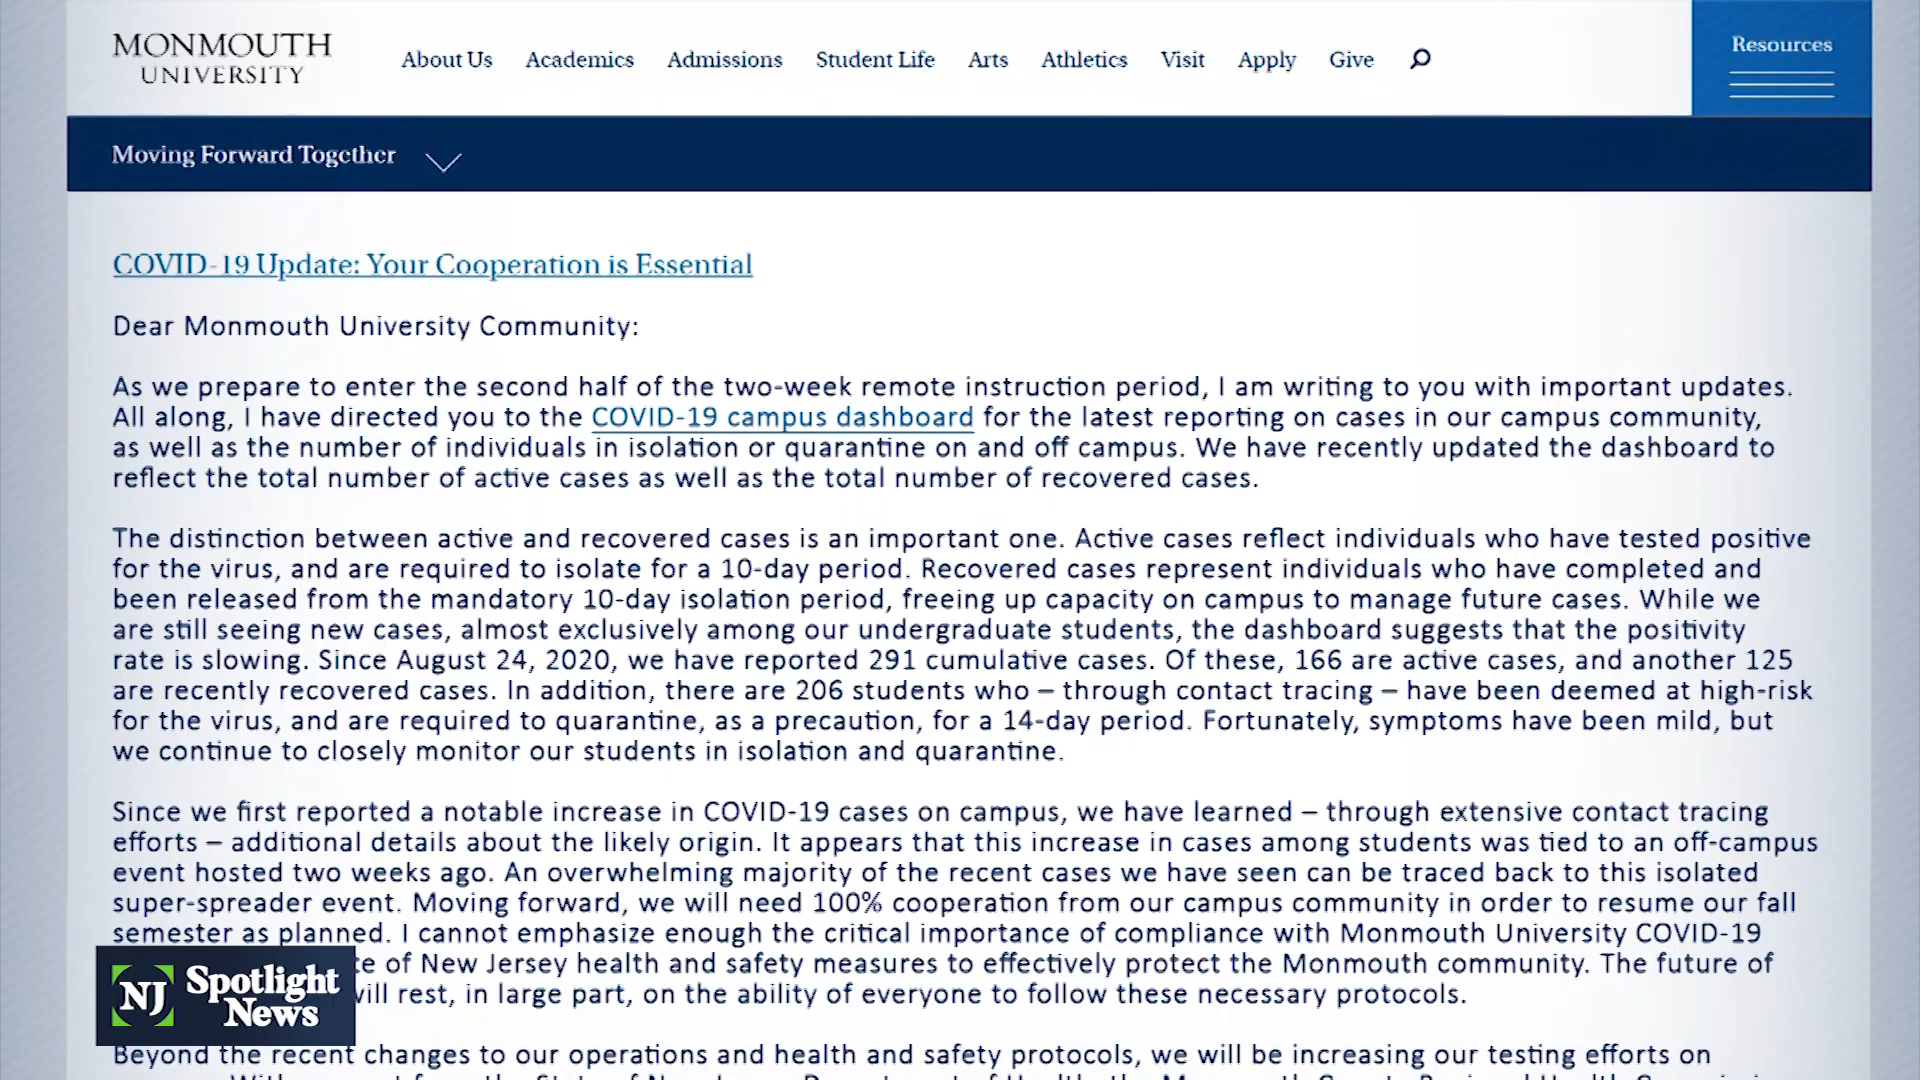 MONMOUTH
UNIVERSITY
About Us Academics Admissions Student Life Arts Athletics Visit Apply Give
Resources
Moving Forward Together
COVID-19 Update: Your Cooperation is Essential
Dear Monmouth University Community:
As we prepare to enter the second half of the two-week remote instruction period, I am writing to you with important updates.
All along, I have directed you to the COVID-19 campus dashboard for the latest reporting on cases in our campus community,
as well as the number of individuals in isolation or quarantine on and off campus. We have recently updated the dashboard to
reflect the total number of active cases as well as the total number of recovered cases.
The distinction between active and recovered cases is an important one. Active cases reflect individuals who have tested positive
for the virus, and are required to isolate for a 10-day period. Recovered cases represent individuals who have completed and
been released from the mandatory 10-day isolation period, freeing up capacity on campus to manage future cases. While we
are still seeing new cases, almost exclusively among our undergraduate students, the dashboard suggests that the positivity
rate is slowing. Since August 24, 2020, we have reported 291 cumulative cases. Of these, 166 are active cases, and another 125
are recently recovered cases. In addition, there are 206 students who – through contact tracing – have been deemed at high-risk
for the virus, and are required to quarantine, as a precaution, for a 14-day period. Fortunately, symptoms have been mild, but
we continue to closely monitor our students in isolation and quarantine.
Since we first reported a notable increase in COVID-19 cases on campus, we have learned – through extensive contact tracing
efforts – additional details about the likely origin. It appears that this increase in cases among students was tied to an off-campus
event hosted two weeks ago. An overwhelming majority of the recent cases we have seen can be traced back to this isolated
super-spreader event. Moving forward, we will need 100% cooperation from our campus community in order to resume our fall
semester as planned. I cannot emphasize enough the critical importance of compliance with Monmouth University COVID-19
of New Jersey health and safety measures to effectively protect the Monmouth community. The future of
will rest, in large part, on the ability of everyone to follow these necessary protocols.
NJ Spotlight
News
Beyond the recent changes to our operations and health and safety protocols, we will be increasing our testing efforts on